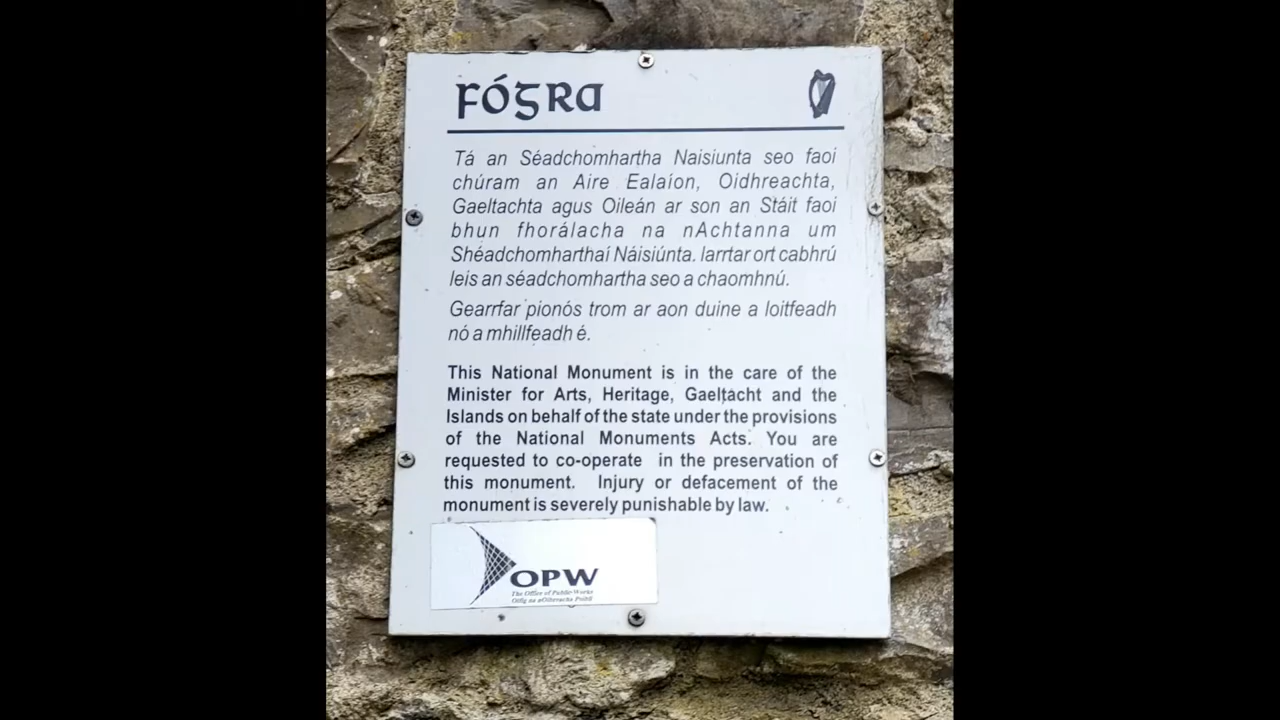 FÓGRA
Tá an Séadchomhartha Naisiunta seo faoi
chúram an Aire Ealaíon, Oidhreachta,
Gaeltachta agus Oileán ar son an Stáit faoi
bhun fhorálacha na nAchtanna um
Shéadchomharthaí Náisiúnta. Iarrtar ort cabhrú
leis an séadchomhartha seo a chaomhnú.
Gearrfar pionós trom ar aon duine a loitfeadh
nó a mhillfeadh é.
This National Monument is in the care of the
Minister for Arts, Heritage, Gaeltacht and the
Islands on behalf of the state under the provisions
of the National Monuments Acts. You are
requested to co-operate in the preservation of
this monument. Injury or defacement of the
monument is severely punishable by law.
OPW
The Office of Public Works
Oifig na nOibreacha Poiblí